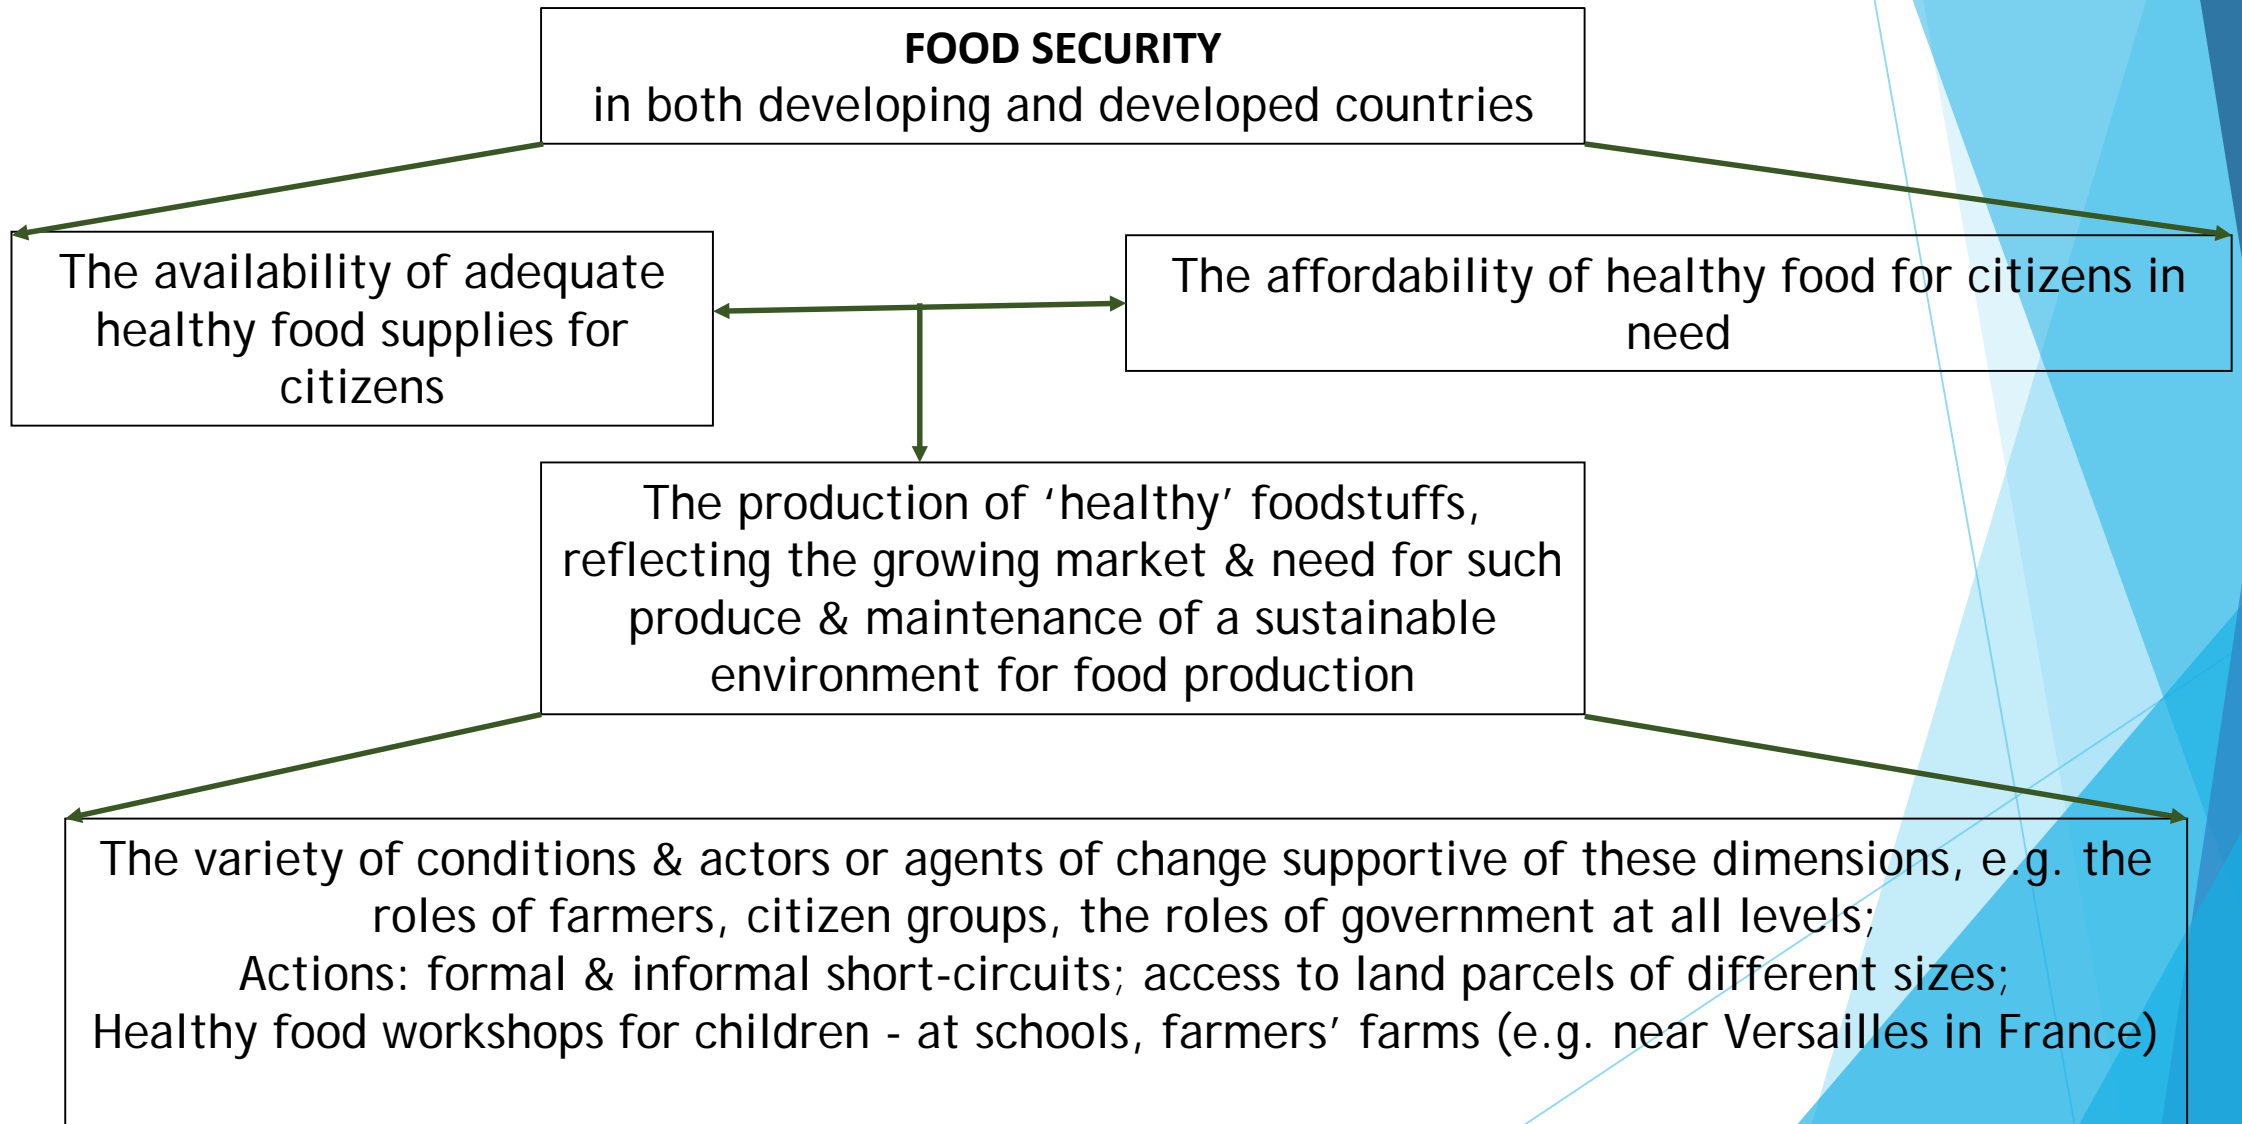 FOOD SECURITY
in both developing and developed countries
The availability of adequate
healthy food supplies for
citizens
The affordability of healthy food for citizens in
need
The production of ‘healthy’ foodstuffs,
reflecting the growing market & need for such
produce & maintenance of a sustainable
environment for food production
The variety of conditions & actors or agents of change supportive of these dimensions, e.g. the
roles of farmers, citizen groups, the roles of government at all levels;
Actions: formal & informal short-circuits; access to land parcels of different sizes;
Healthy food workshops for children - at schools, farmers’ farms (e.g. near Versailles in France)